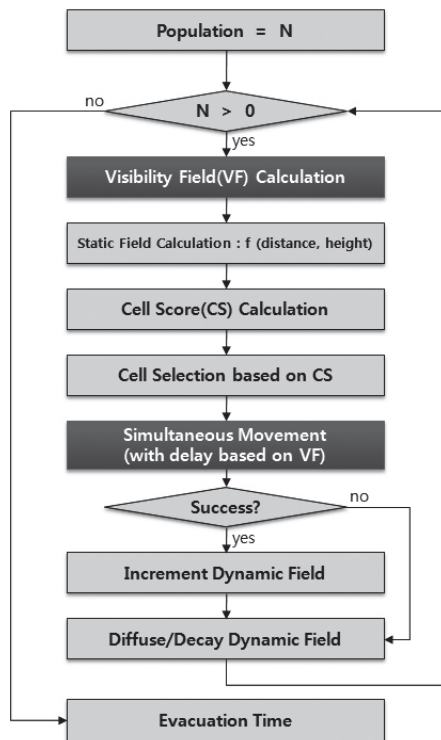 Population = N
no
N > 0
yes
Visibility Field(VF) Calculation
Static Field Calculation : f (distance, height)
Cell Score(CS) Calculation
Cell Selection based on CS
Simultaneous Movement
(with delay based on VF)
no
Success?
yes
Increment Dynamic Field
Diffuse/Decay Dynamic Field
Evacuation Time